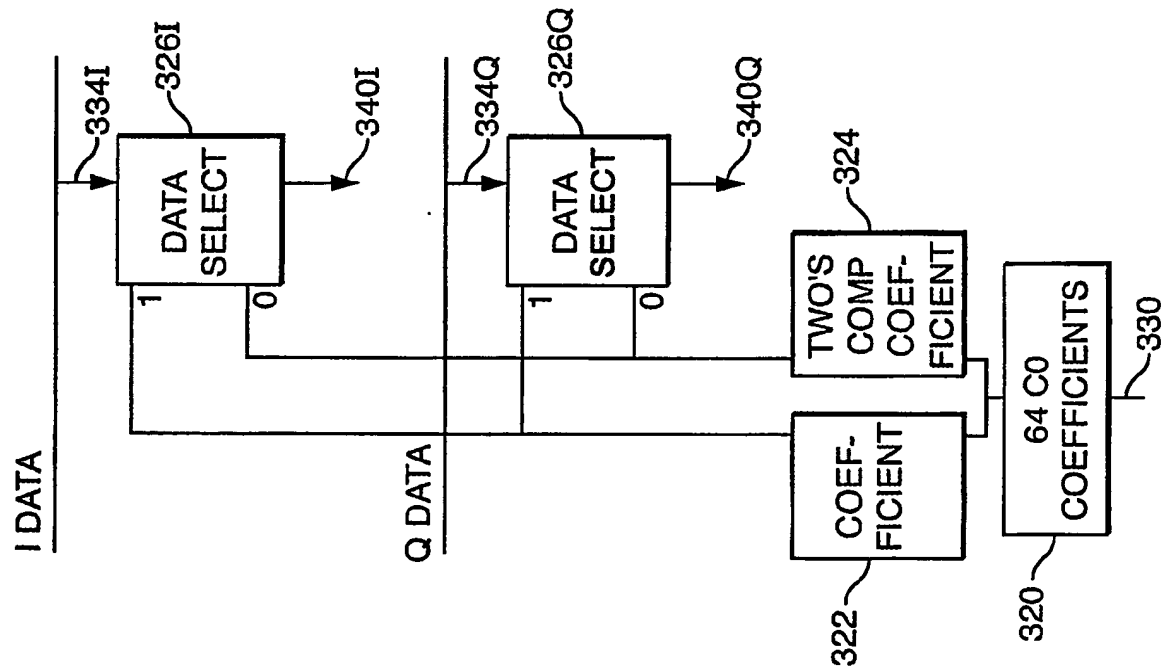 I DATA
334I
326I
1
0
DATA
SELECT
340I
Q DATA
334Q
326Q
1
0
DATA
SELECT
340Q
322
COEF-
FICIENT
324
TWO'S
COMP
COEF-
FICIENT
320
64 C0
COEFFICIENTS
330